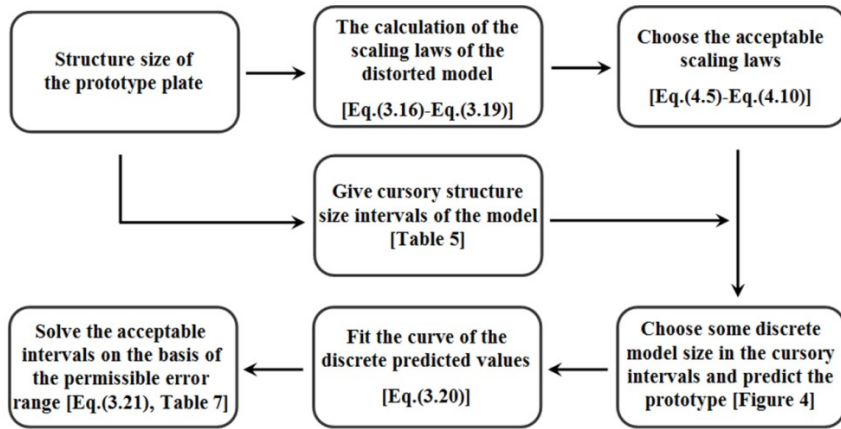 Structure size of
the prototype plate
The calculation of the
scaling laws of the
distorted model
[Eq.(3.16)-Eq.(3.19)]
Choose the acceptable
scaling laws
[Eq.(4.5)-Eq.(4.10)]
Give cursory structure
size intervals of the model
[Table 5]
Solve the acceptable
intervals on the basis of
the permissible error
range [Eq.(3.21), Table 7]
Fit the curve of the
discrete predicted values
[Eq.(3.20)]
Choose some discrete
model size in the cursory
intervals and predict the
prototype [Figure 4]